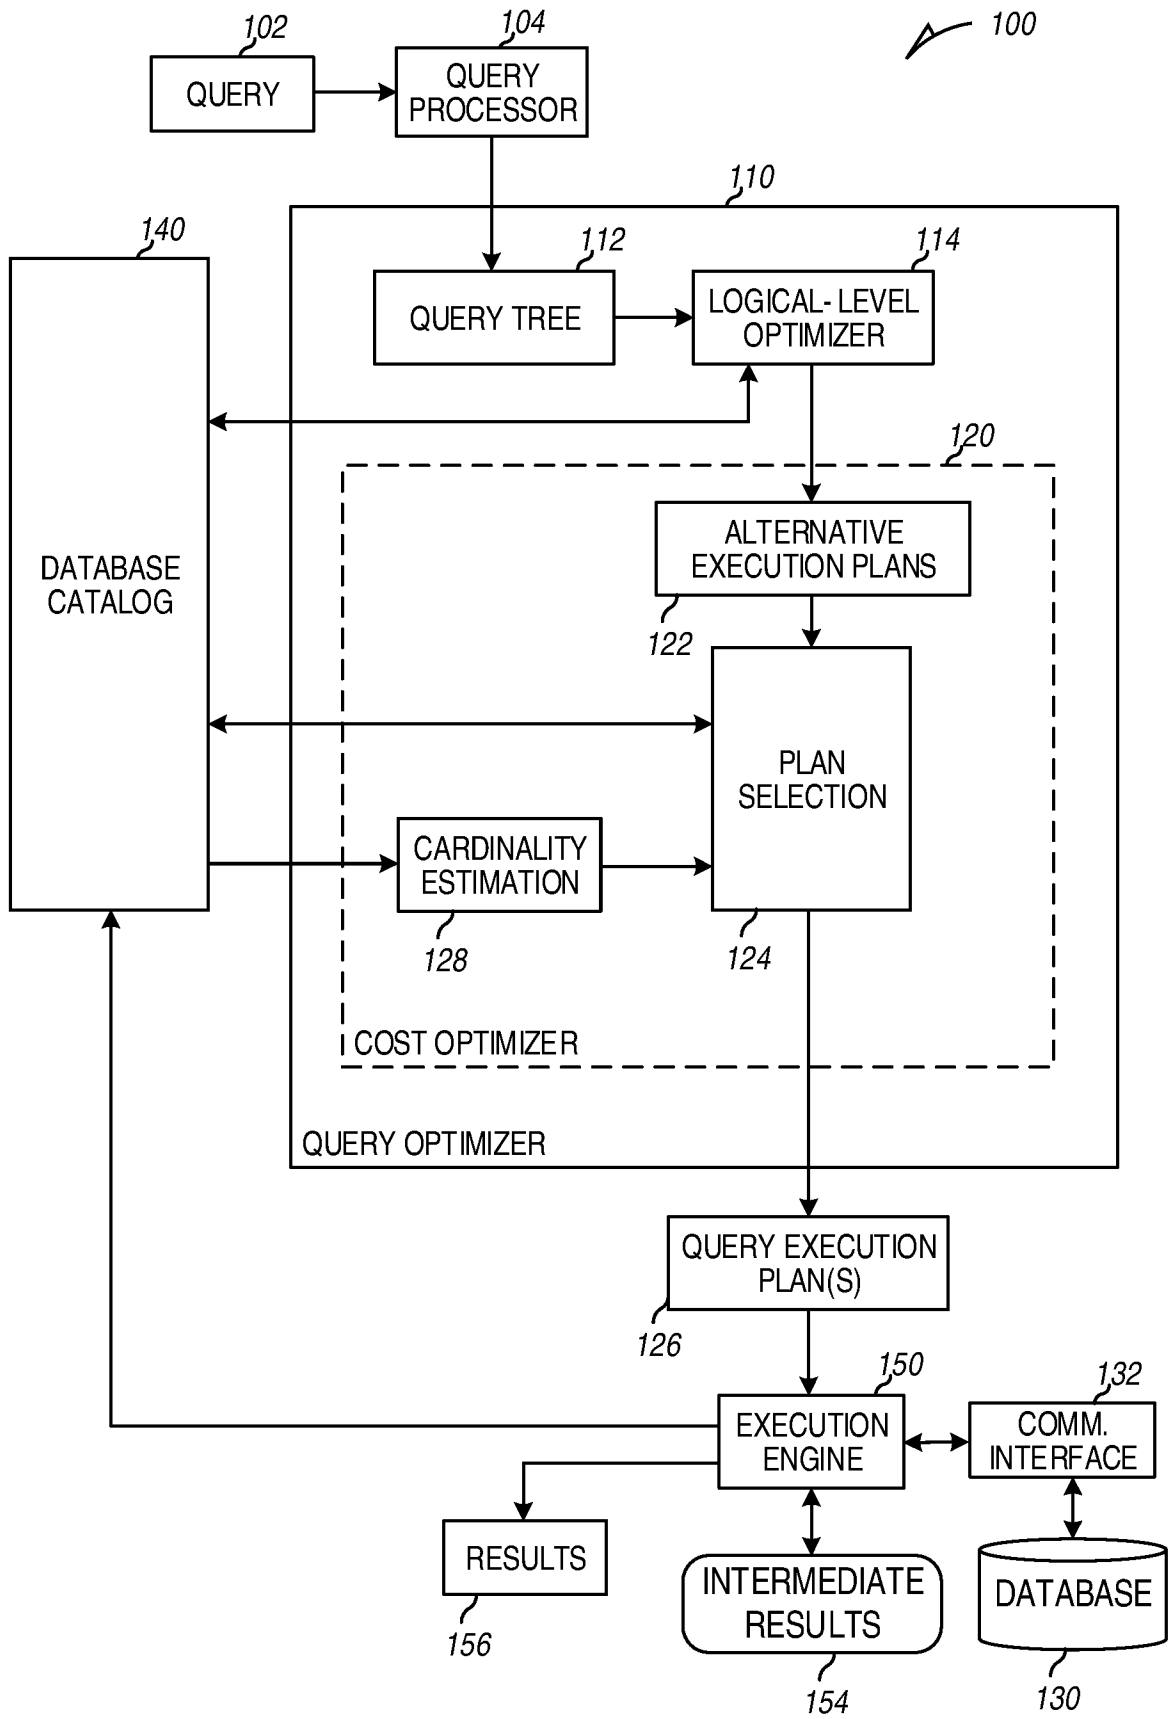 100
102
QUERY
104
QUERY
PROCESSOR
110
112
QUERY TREE
114
LOGICAL-LEVEL
OPTIMIZER
140
DATABASE
CATALOG
120
ALTERNATIVE
EXECUTION PLANS
122
PLAN
SELECTION
124
CARDINALITY
ESTIMATION
128
COST OPTIMIZER
QUERY OPTIMIZER
QUERY EXECUTION
PLAN(S)
126
150
EXECUTION
ENGINE
132
COMM.
INTERFACE
RESULTS
156
INTERMEDIATE
RESULTS
154
DATABASE
130